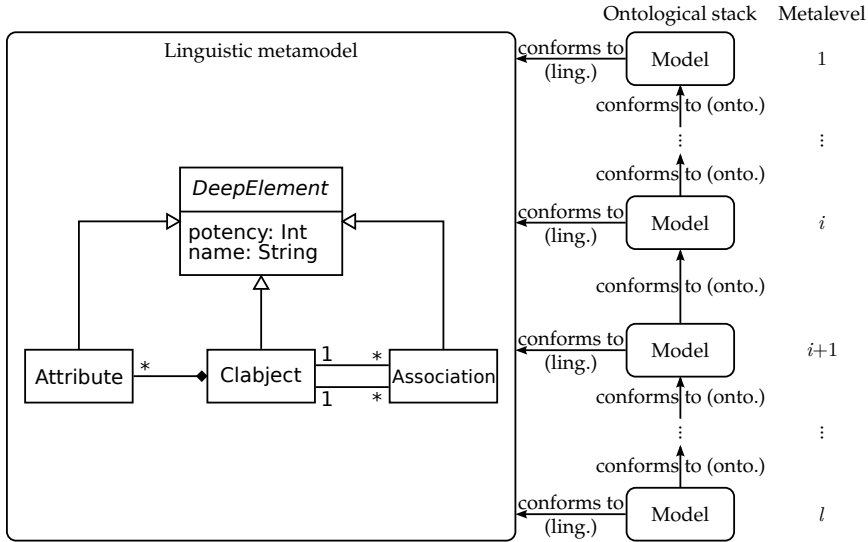 Ontological stack Metalevel
Linguistic metamodel
conforms to
(ling.)
Model
1
conforms to (onto.)
⋮ ⋮
conforms to (onto.)
DeepElement
potency: Int
name: String
conforms to
(ling.)
Model
i
conforms to (onto.)
conforms to
(ling.)
Model
i+1
Attribute
*
Clabject
1 *
1 *
Association
conforms to (onto.)
⋮ ⋮
conforms to (onto.)
conforms to
(ling.)
Model
l